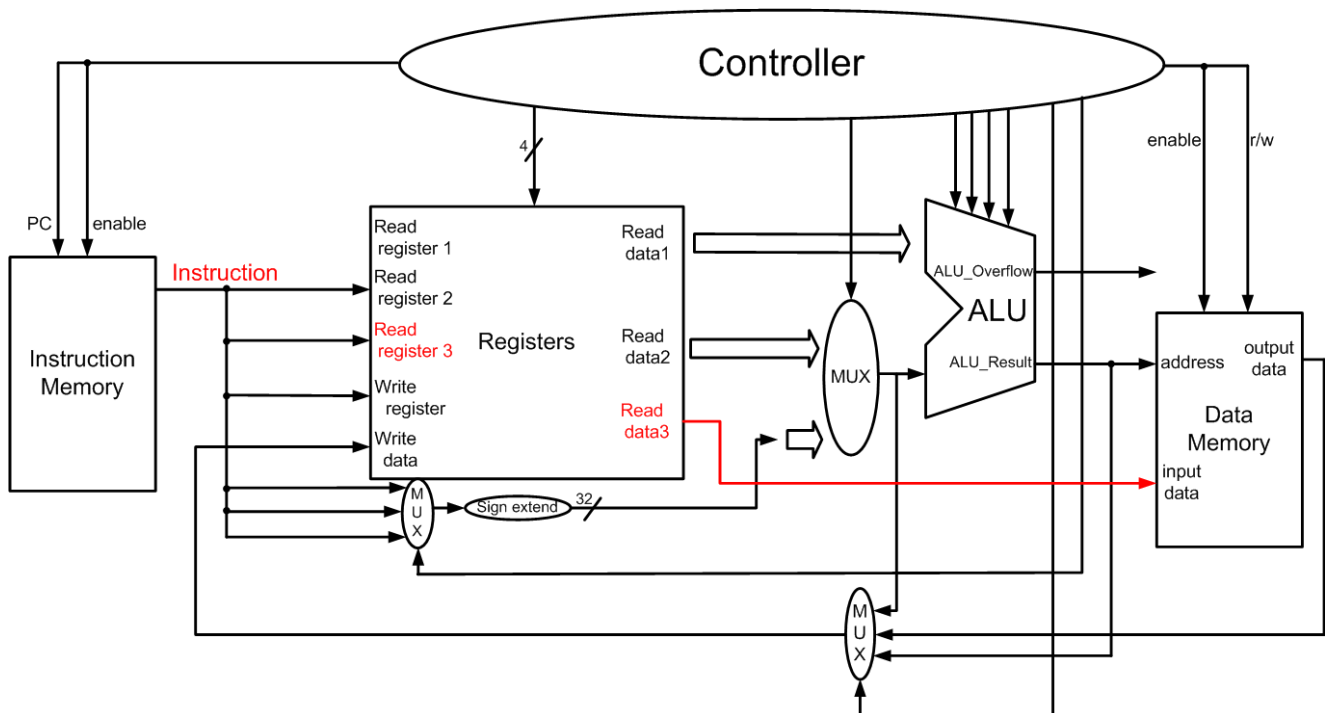 Controller
4
enable
r/w
PC
enable
Read
register 1
Read
data1
Instruction
Read
register 2
ALU_Overflow
ALU
Read
register 3
Registers
Read
data2
Instruction
Memory
MUX
ALU_Result
address
output
data
Write
register
Read
data3
Data
Memory
Write
data
input
data
M
U
X
Sign extend
32
M
U
X